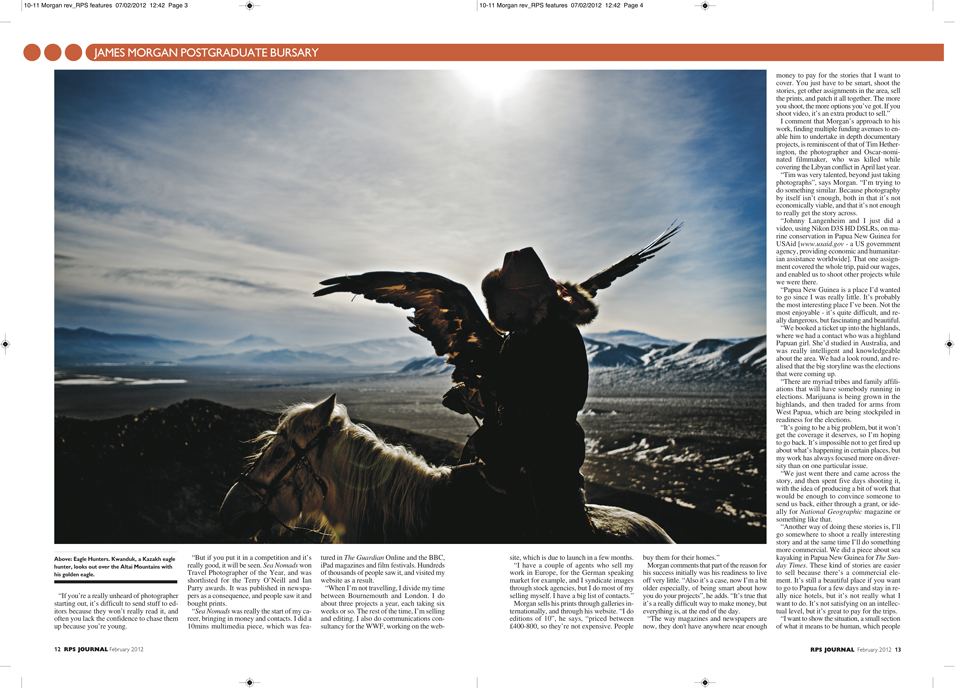 10-11 Morgan rev_RPS features 07/02/2012 12:42 Page 3
10-11 Morgan rev_RPS features 07/02/2012 12:42 Page 4
JAMES MORGAN POSTGRADUATE BURSARY
Above: Eagle Hunters. Kwanduk, a Kazakh eagle
hunter, looks out over the Altai Mountains with
his golden eagle.
“If you’re a really unheard of photographer
starting out, it’s difficult to send stuff to ed-
itors because they won’t really read it, and
often you lack the confidence to chase them
up because you’re young.
“But if you put it in a competition and it’s
really good, it will be seen. Sea Nomads won
Travel Photographer of the Year, and was
shortlisted for the Terry O’Neill and Ian
Parry awards. It was published in newspa-
pers as a consequence, and people saw it and
bought prints.
“Sea Nomads was really the start of my ca-
reer, bringing in money and contacts. I did a
10mins multimedia piece, which was fea-
tured in The Guardian Online and the BBC,
iPad magazines and film festivals. Hundreds
of thousands of people saw it, and visited my
website as a result.
“When I’m not travelling, I divide my time
between Bournemouth and London. I do
about three projects a year, each taking six
weeks or so. The rest of the time, I’m selling
and editing. I also do communications con-
sultancy for the WWF, working on the web-
site, which is due to launch in a few months.
“I have a couple of agents who sell my
work in Europe, for the German speaking
market for example, and I syndicate images
through stock agencies, but I do most of my
selling myself. I have a big list of contacts.”
Morgan sells his prints through galleries in-
ternationally, and through his website. “I do
editions of 10”, he says, “priced between
£400-800, so they’re not expensive. People
buy them for their homes.”
Morgan comments that part of the reason for
his success initially was his readiness to live
off very little. “Also it’s a case, now I’m a bit
older especially, of being smart about how
you do your projects”, he adds. “It’s true that
it’s a really difficult way to make money, but
everything is, at the end of the day.
“The way magazines and newspapers are
now, they don’t have anywhere near enough
money to pay for the stories that I want to
cover. You just have to be smart, shoot the
stories, get other assignments in the area, sell
the prints, and patch it all together. The more
you shoot, the more options you’ve got. If you
shoot video, it’s an extra product to sell.”
I comment that Morgan’s approach to his
work, finding multiple funding avenues to en-
able him to undertake in depth documentary
projects, is reminiscent of that of Tim Hether-
ington, the photographer and Oscar-nomi-
nated filmmaker, who was killed while
covering the Libyan conflict in April last year.
“Tim was very talented, beyond just taking
photographs”, says Morgan. “I’m trying to
do something similar. Because photography
by itself isn’t enough, both in that it’s not
economically viable, and that it’s not enough
to really get the story across.
“Johnny Langenheim and I just did a
video, using Nikon D3S HD DSLRs, on ma-
rine conservation in Papua New Guinea for
USAid [www.usaid.gov - a US government
agency, providing economic and humanitar-
ian assistance worldwide]. That one assign-
ment covered the whole trip, paid our wages,
and enabled us to shoot other projects while
we were there.
“Papua New Guinea is a place I’d wanted
to go since I was really little. It’s probably
the most interesting place I’ve been. Not the
most enjoyable - it’s quite difficult, and re-
ally dangerous, but fascinating and beautiful.
“We booked a ticket up into the highlands,
where we had a contact who was a highland
Papuan girl. She’d studied in Australia, and
was really intelligent and knowledgeable
about the area. We had a look round, and re-
alised that the big storyline was the elections
that were coming up.
“There are myriad tribes and family affili-
ations that will have somebody running in
elections. Marijuana is being grown in the
highlands, and then traded for arms from
West Papua, which are being stockpiled in
readiness for the elections.
“It’s going to be a big problem, but it won’t
get the coverage it deserves, so I’m hoping
to go back. It’s impossible not to get fired up
about what’s happening in certain places, but
my work has always focused more on diver-
sity than on one particular issue.
“We just went there and came across the
story, and then spent five days shooting it,
with the idea of producing a bit of work that
would be enough to convince someone to
send us back, either through a grant, or ide-
ally for National Geographic magazine or
something like that.
“Another way of doing these stories is, I’ll
go somewhere to shoot a really interesting
story and at the same time I’ll do something
more commercial. We did a piece about sea
kayaking in Papua New Guinea for The Sun-
day Times. These kind of stories are easier
to sell because there’s a commercial ele-
ment. It’s still a beautiful place if you want
to go to Papua for a few days and stay in re-
ally nice hotels, but it’s not really what I
want to do. It’s not satisfying on an intellec-
tual level, but it’s great to pay for the trips.
“I want to show the situation, a small section
of what it means to be human, which people
12 RPS JOURNAL February 2012
RPS JOURNAL February 2012 13